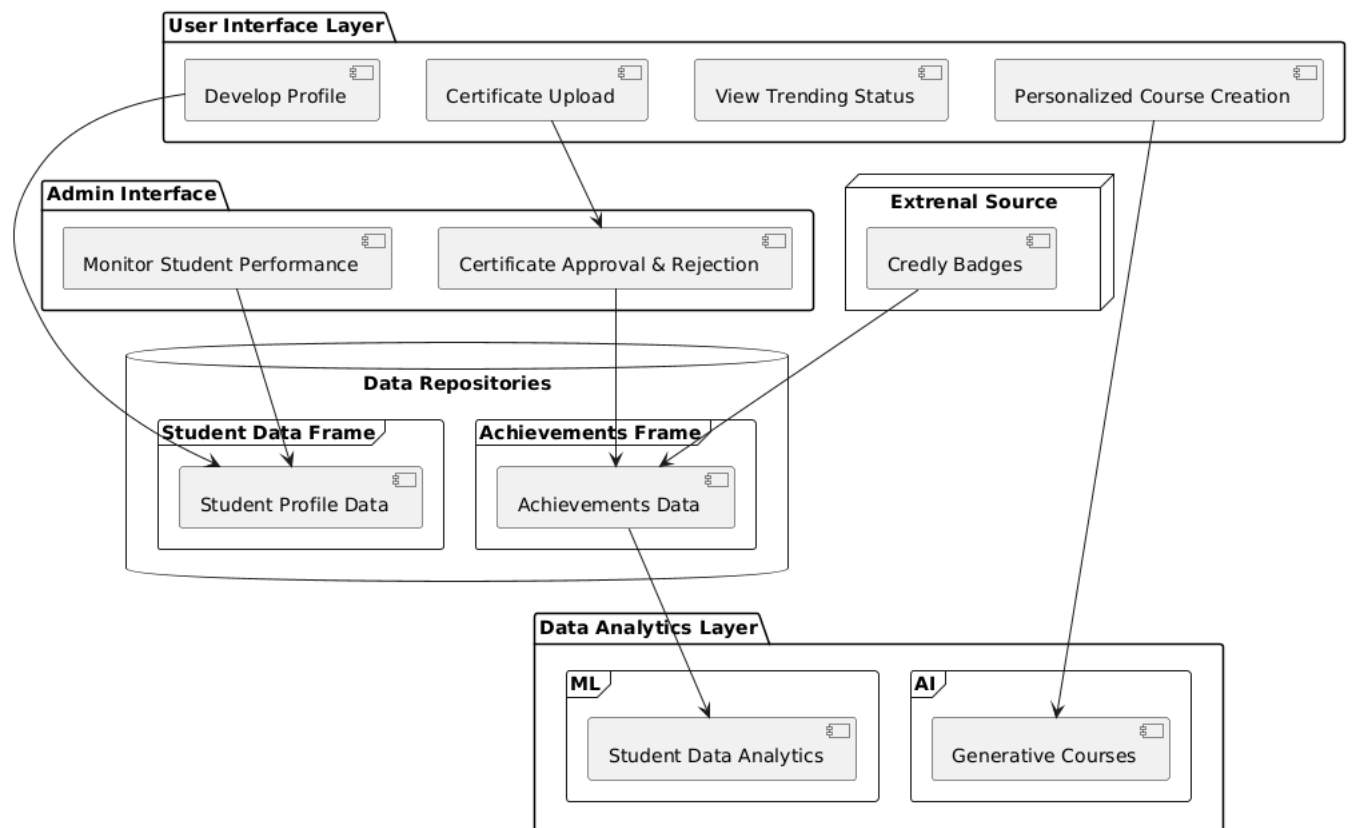 User Interface Layer
Develop Profile
Certificate Upload
View Trending Status
Personalized Course Creation
Admin Interface
Monitor Student Performance
Certificate Approval & Rejection
Extrenal Source
Credly Badges
Data Repositories
Student Data Frame
Student Profile Data
Achievements Frame
Achievements Data
Data Analytics Layer
ML
Student Data Analytics
AI
Generative Courses